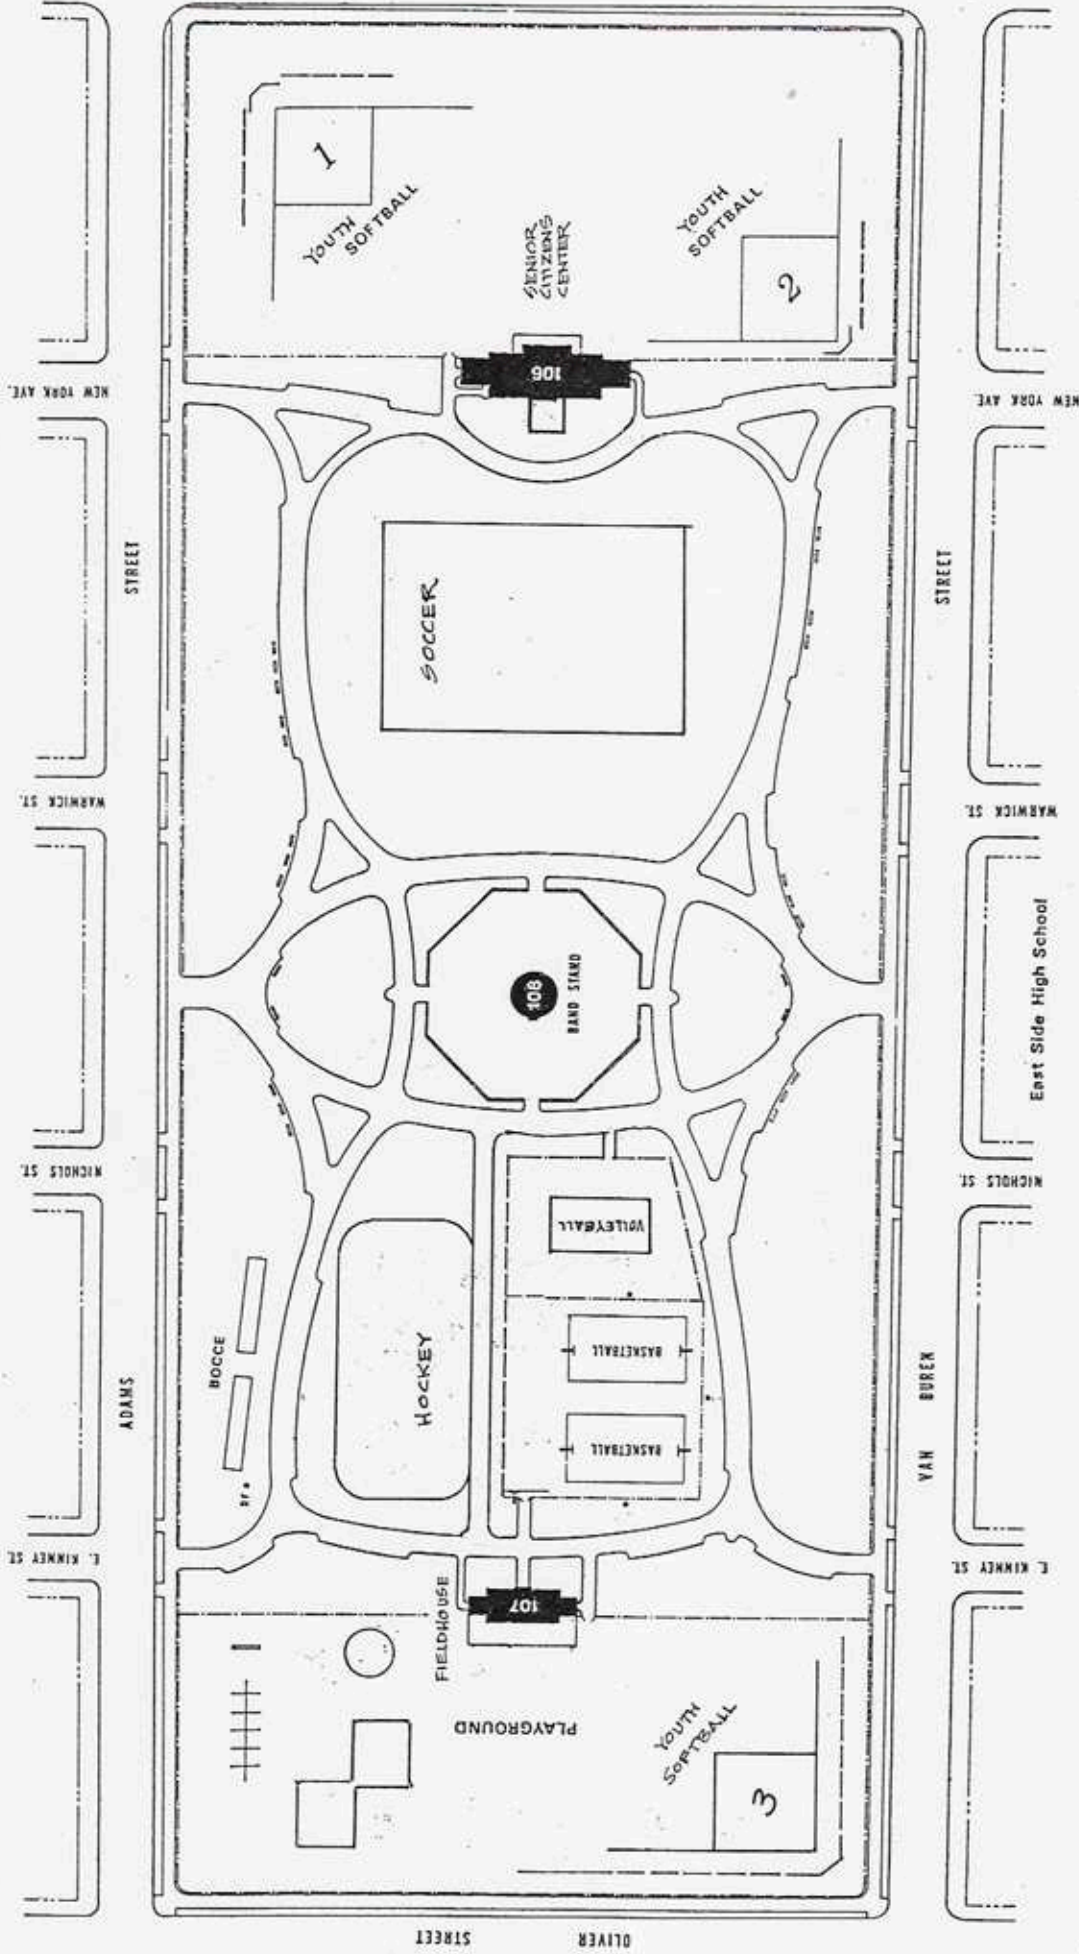 1
YOUTH
SOFTBALL
YOUTH
SOFTBALL
2
SENIOR
CITIZENS
CENTER
106
NEW YORK AVE.
NEW YORK AVE
STREET
STREET
SOCCER
WARWICK ST.
WARWICK ST.
108
BAND STAND
East Side High School
NICHOLS ST.
NICHOLS ST.
VOLLEYBALL
BOCCE
HOCKEY
BASKETBALL
BASKETBALL
ADAMS
VAN BUREN
DF
E. KINNEY ST.
E. KINNEY ST.
FIELDHOUSE
107
PLAYGROUND
YOUTH
SOFTBALL
3
OLIVER STREET